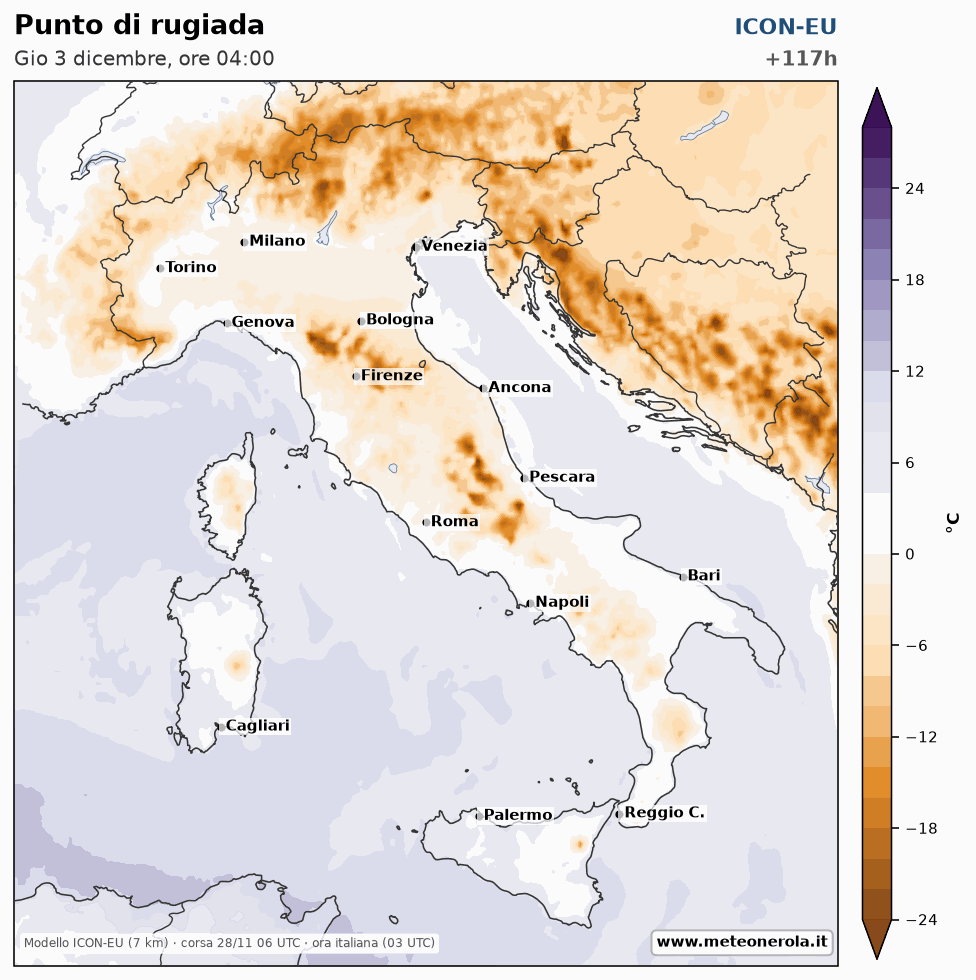 Punto di rugiada
ICON-EU
Gio 3 dicembre, ore 04:00
+117h
Milano
Venezia
Torino
Genova
Bologna
Firenze
Ancona
Pescara
Roma
Bari
Napoli
Cagliari
Palermo
Reggio C.
24
18
12
6
0
−6
−12
−18
−24
°C
Modello ICON-EU (7 km) · corsa 28/11 06 UTC · ora italiana (03 UTC)
www.meteonerola.it